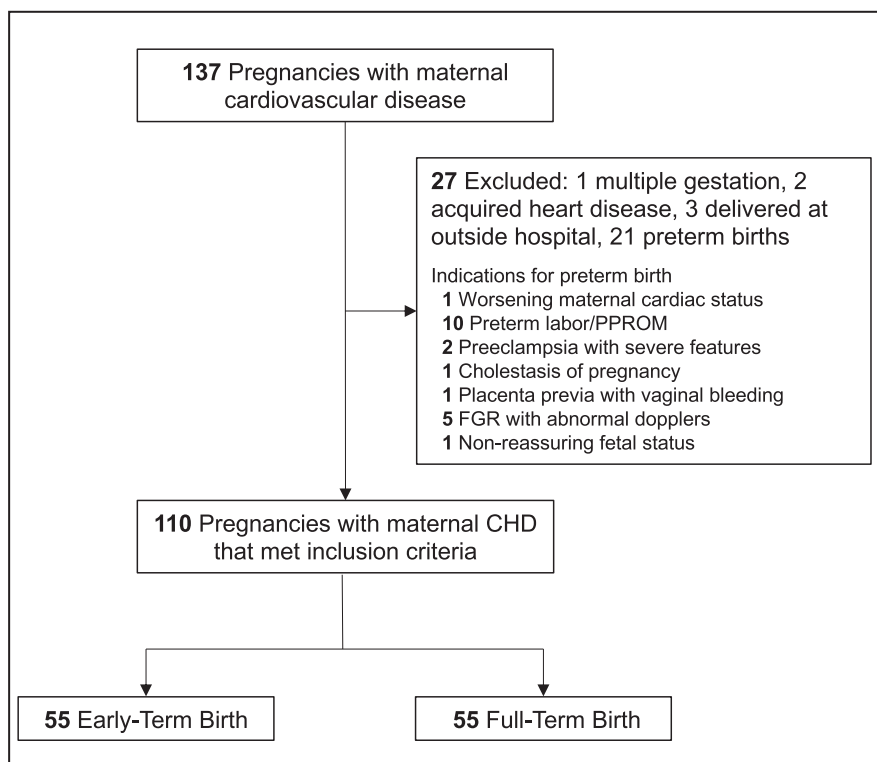 137 Pregnancies with maternal
cardiovascular disease
27 Excluded: 1 multiple gestation, 2
acquired heart disease, 3 delivered at
outside hospital, 21 preterm births
Indications for preterm birth
1 Worsening maternal cardiac status
10 Preterm labor/PPROM
2 Preeclampsia with severe features
1 Cholestasis of pregnancy
1 Placenta previa with vaginal bleeding
5 FGR with abnormal dopplers
1 Non-reassuring fetal status
110 Pregnancies with maternal CHD
that met inclusion criteria
55 Early-Term Birth
55 Full-Term Birth